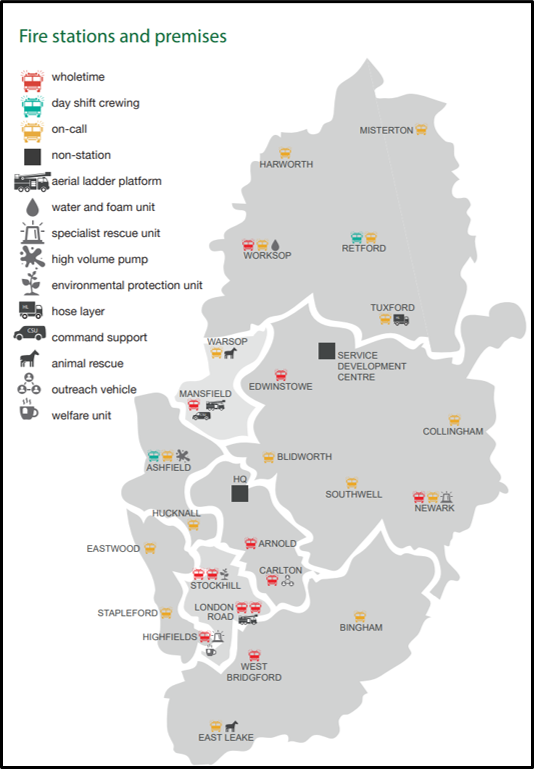 Fire stations and premises
wholetime
day shift crewing
on-call
non-station
aerial ladder platform
water and foam unit
specialist rescue unit
high volume pump
environmental protection unit
HL
hose layer
CSU
command support
animal rescue
outreach vehicle
welfare unit
MISTERTON
HARWORTH
WORKSOP
RETFORD
TUXFORD
WARSOP
SERVICE
DEVELOPMENT
CENTRE
EDWINSTOWE
MANSFIELD
COLLINGHAM
ASHFIELD
BLIDWORTH
HQ
SOUTHWELL
NEWARK
HUCKNALL
EASTWOOD
ARNOLD
STOCKHILL
CARLTON
STAPLEFORD
LONDON
ROAD
HIGHFIELDS
BINGHAM
WEST
BRIDGFORD
EAST LEAKE